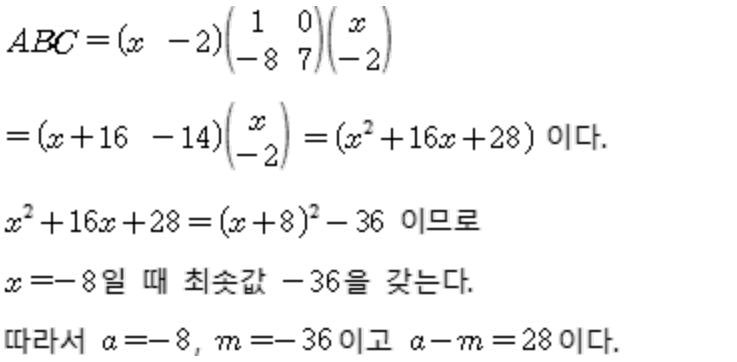 ABC = (x −2)(1 0 −8 7)(x −2)
= (x+16 −14)(x −2) = (x²+16x+28) 이다.
x²+16x+28 = (x+8)²−36 이므로
x =−8일 때 최솟값 −36을 갖는다.
따라서 a =−8, m =−36이고 a−m = 28이다.